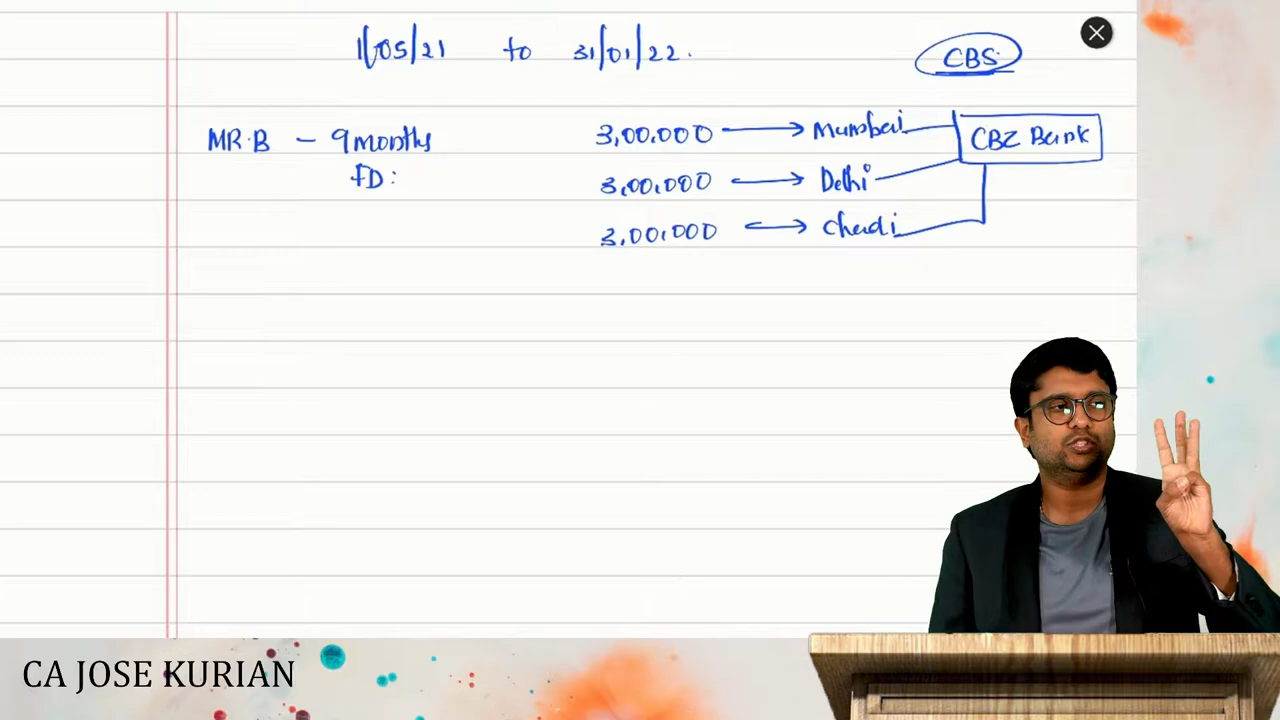 1/05/21 to 31/01/22.
CBS
MR.B - 9 months
FD:
3,00,000 → Mumbai
3,00,000 → Delhi
3,00,000 → Chedi
CBZ Bank
CA JOSE KURIAN